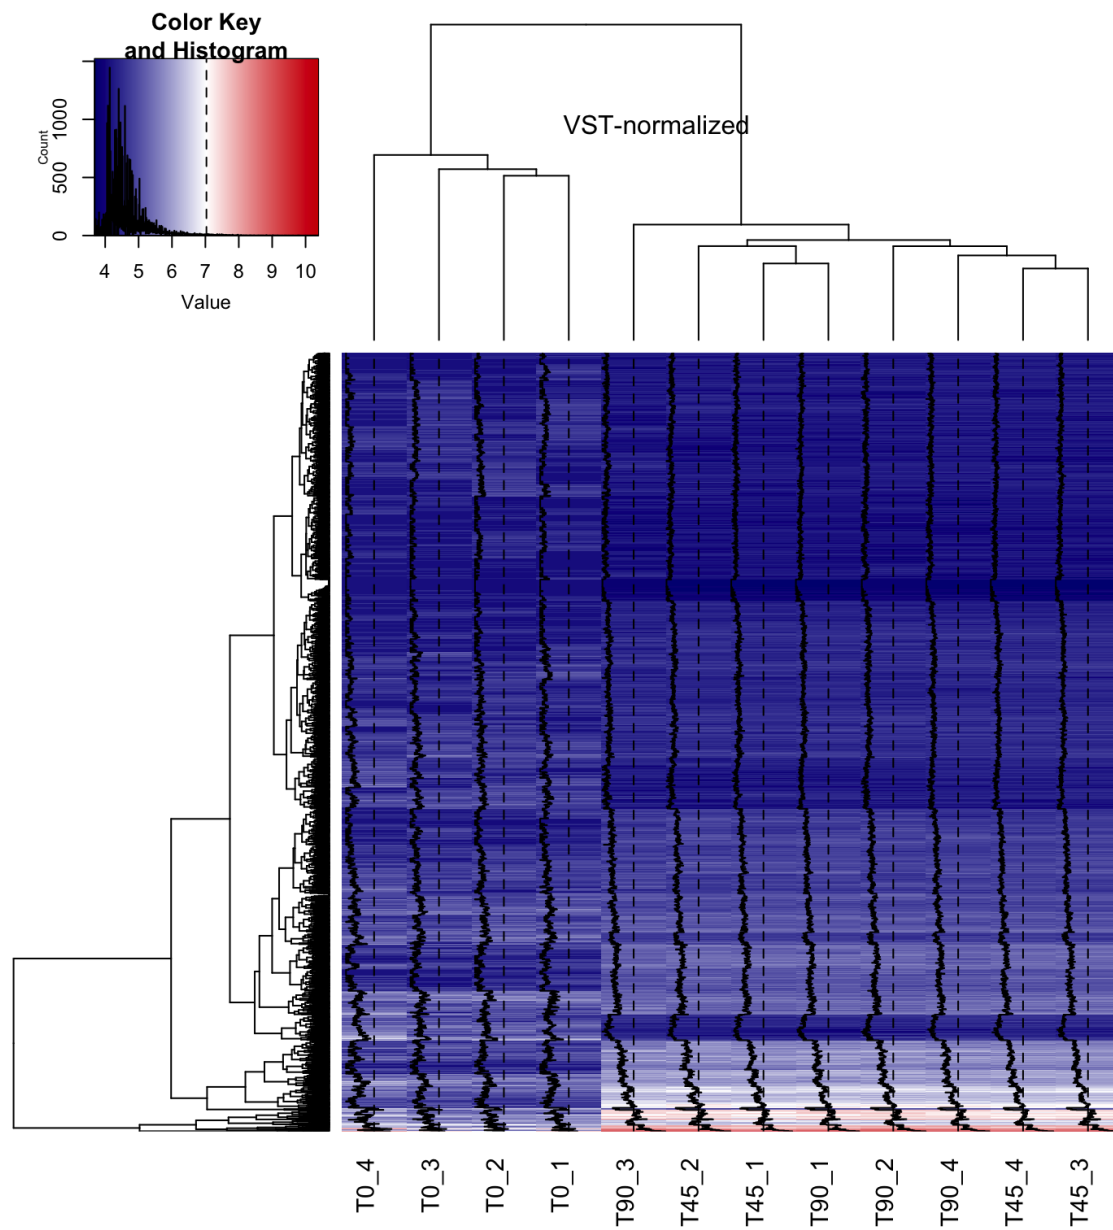 Color Key
and Histogram
Count
0
500
1000
4 5 6 7 8 9 10
Value
VST-normalized
T0_4
T0_3
T0_2
T0_1
T90_3
T45_2
T45_1
T90_1
T90_2
T90_4
T45_4
T45_3